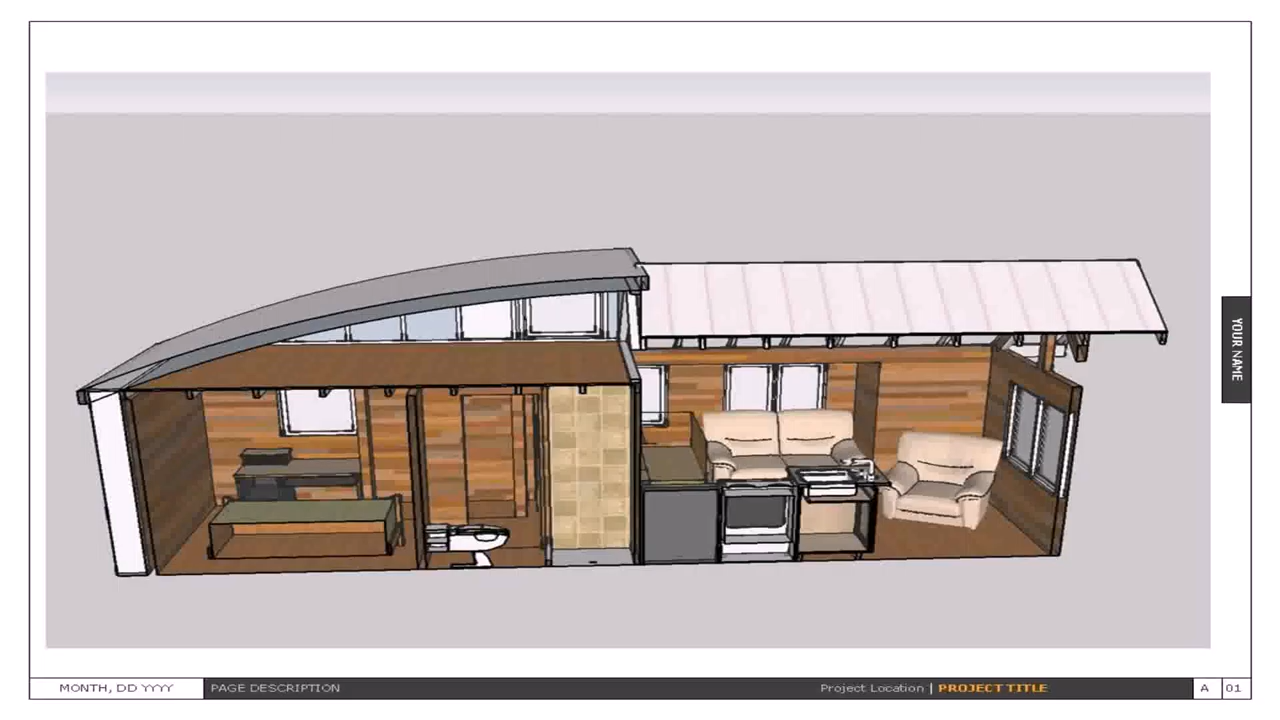 YOUR NAME
MONTH, DD YYYY
PAGE DESCRIPTION
Project Location | PROJECT TITLE
A 01